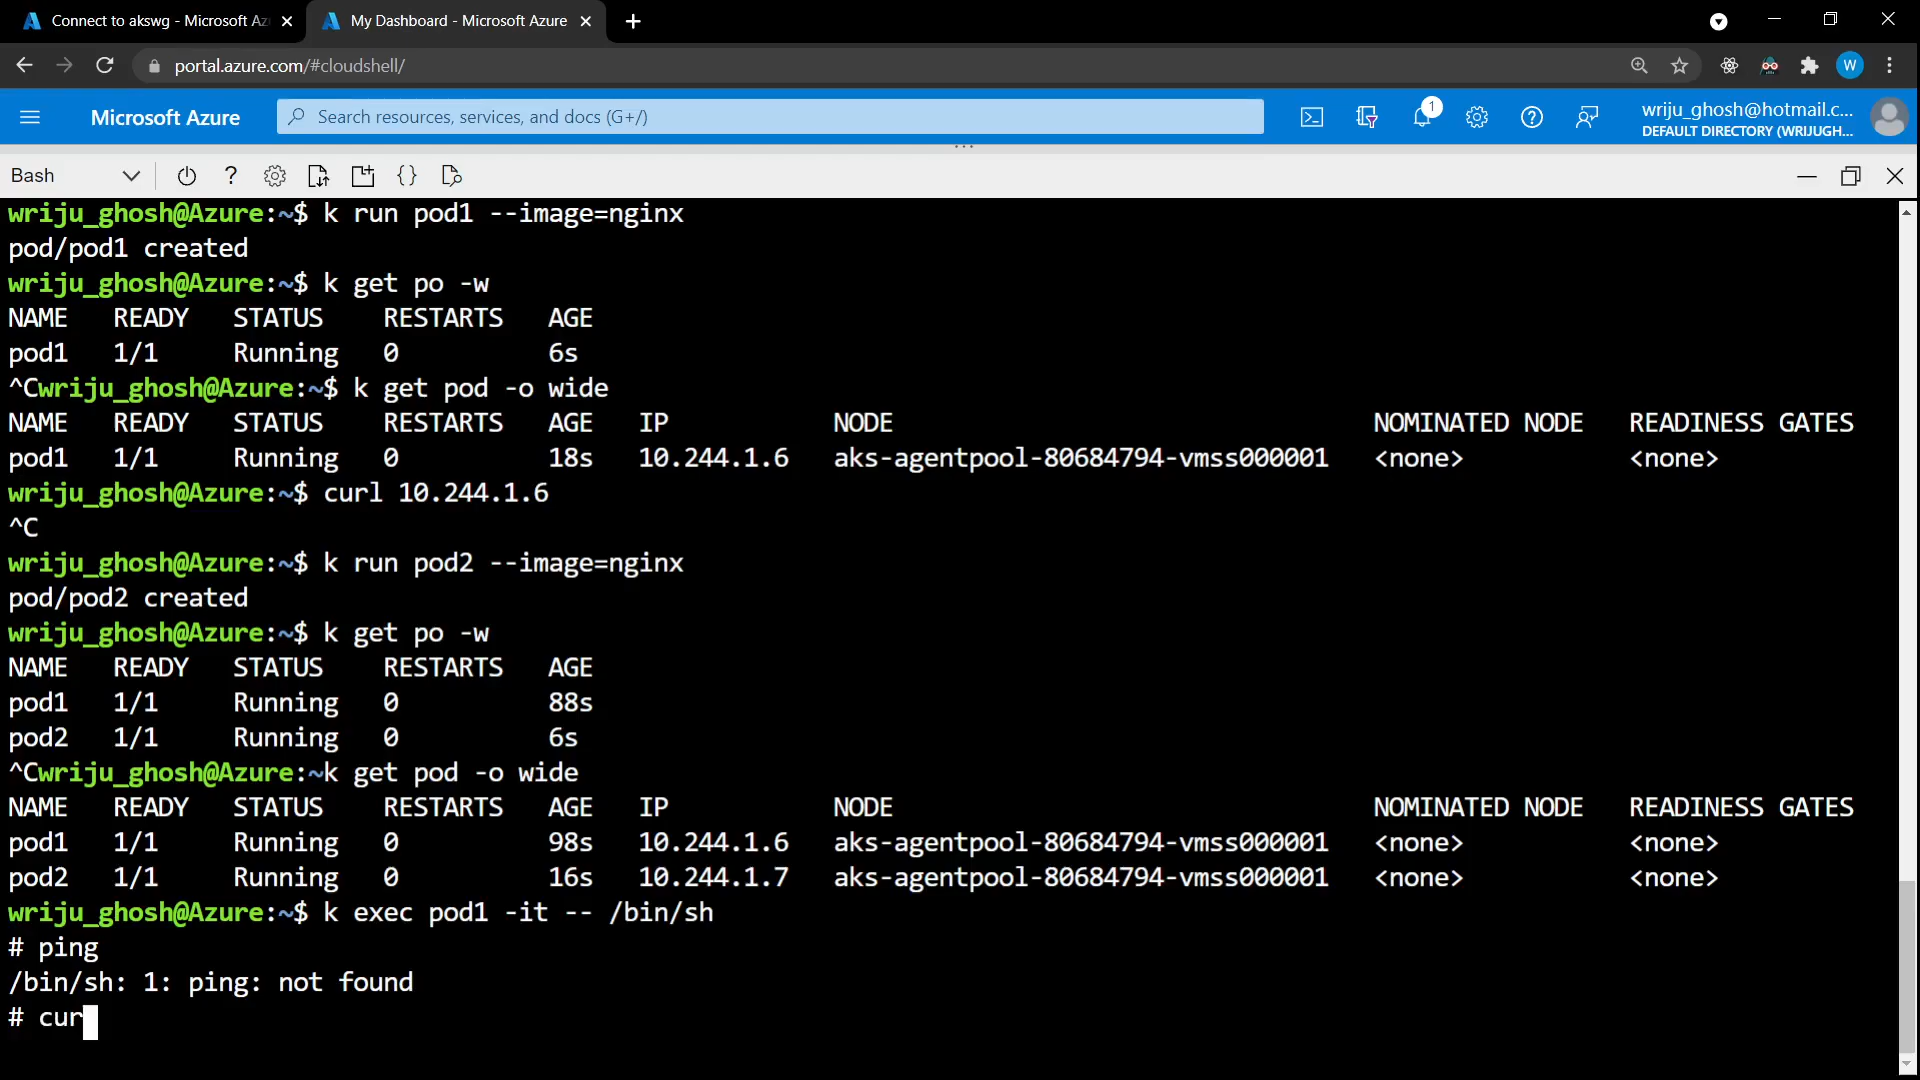 Connect to akswg - Microsoft Az
My Dashboard - Microsoft Azure
portal.azure.com/#cloudshell/
W
Microsoft Azure
Search resources, services, and docs (G+/)
1
wriju_ghosh@hotmail.c...
DEFAULT DIRECTORY (WRIJUGH...
Bash
wriju_ghosh@Azure:~$ k run pod1 --image=nginx
pod/pod1 created
wriju_ghosh@Azure:~$ k get po -w
NAME READY STATUS RESTARTS AGE
pod1 1/1 Running 0 6s
^Cwriju_ghosh@Azure:~$ k get pod -o wide
NAME READY STATUS RESTARTS AGE IP NODE NOMINATED NODE READINESS GATES
pod1 1/1 Running 0 18s 10.244.1.6 aks-agentpool-80684794-vmss000001 <none> <none>
wriju_ghosh@Azure:~$ curl 10.244.1.6
^C
wriju_ghosh@Azure:~$ k run pod2 --image=nginx
pod/pod2 created
wriju_ghosh@Azure:~$ k get po -w
NAME READY STATUS RESTARTS AGE
pod1 1/1 Running 0 88s
pod2 1/1 Running 0 6s
^Cwriju_ghosh@Azure:~k get pod -o wide
NAME READY STATUS RESTARTS AGE IP NODE NOMINATED NODE READINESS GATES
pod1 1/1 Running 0 98s 10.244.1.6 aks-agentpool-80684794-vmss000001 <none> <none>
pod2 1/1 Running 0 16s 10.244.1.7 aks-agentpool-80684794-vmss000001 <none> <none>
wriju_ghosh@Azure:~$ k exec pod1 -it -- /bin/sh
# ping
/bin/sh: 1: ping: not found
# cur